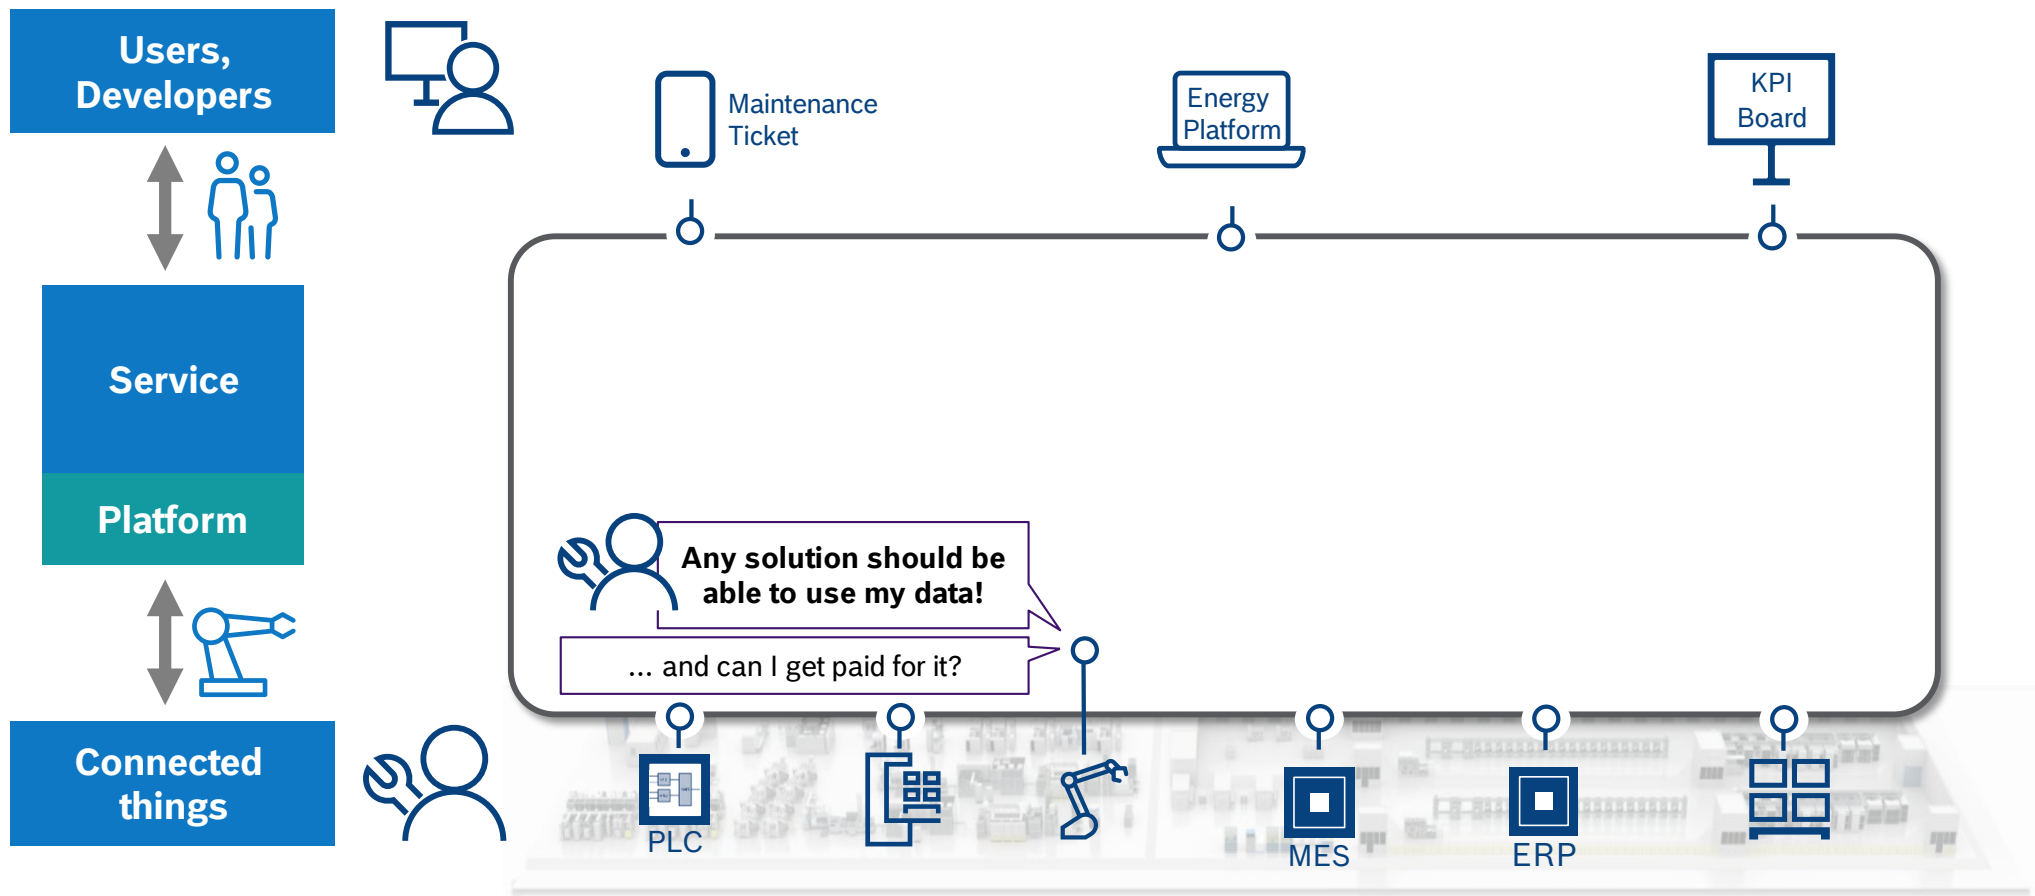 Users,
Developers
Maintenance
Ticket
Energy
Platform
KPI
Board
Service
Platform
Any solution should be
able to use my data!
... and can I get paid for it?
Connected
things
PLC
MES
ERP